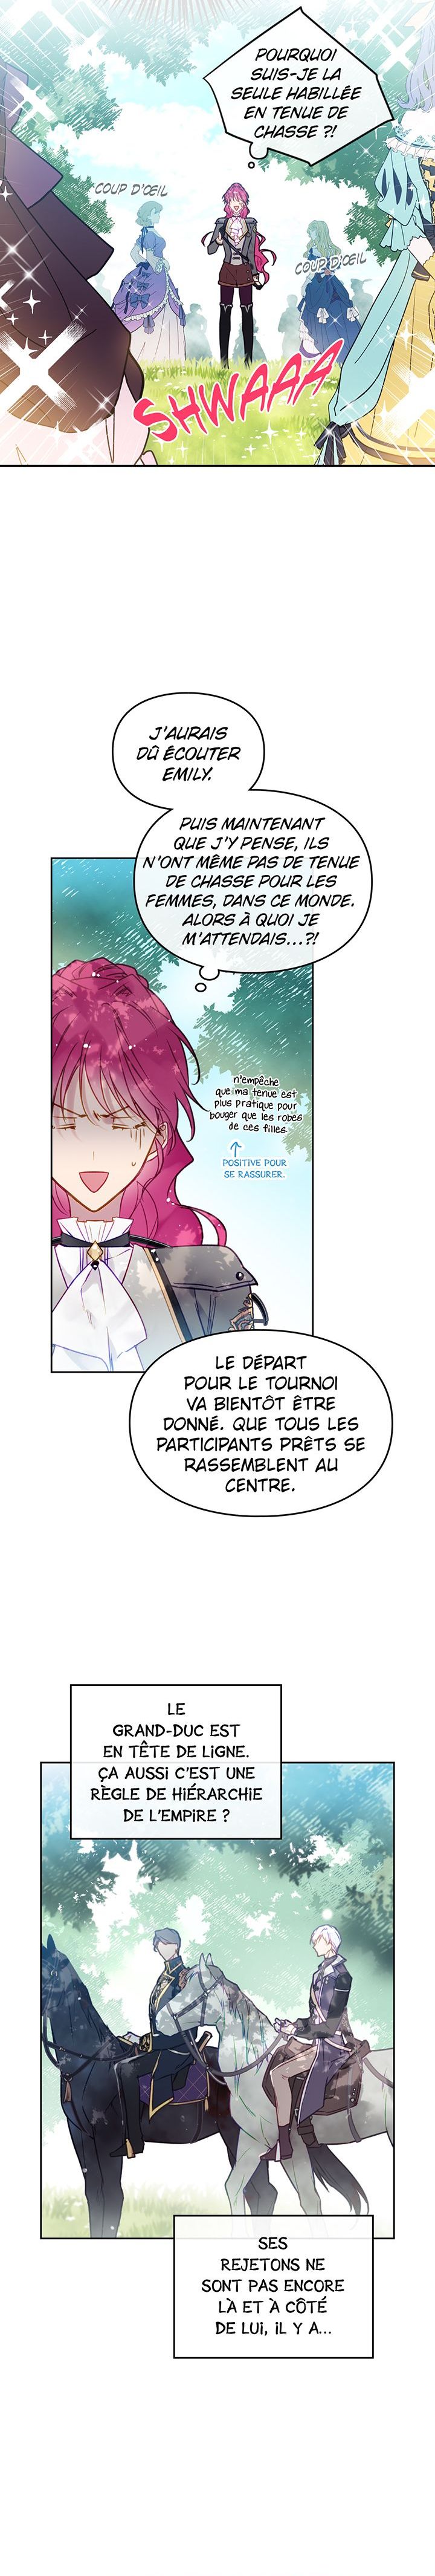 POURQUOI
SUIS-JE LA
SEULE HABILLÉE
EN TENUE DE
CHASSE ?!
COUP D'ŒIL
COUP D'ŒIL
SHWAAA
J'AURAIS
DÛ ÉCOUTER
EMILY.
PUIS MAINTENANT
QUE J'Y PENSE, ILS
N'ONT MÊME PAS DE TENUE
DE CHASSE POUR LES
FEMMES, DANS CE MONDE.
ALORS À QUOI JE
M'ATTENDAIS...?!
n'empêche
que ma tenue est
plus pratique pour
bouger que les robes
de ces filles.
POSITIVE POUR
SE RASSURER.
LE DÉPART
POUR LE TOURNOI
VA BIENTÔT ÊTRE
DONNÉ. QUE TOUS LES
PARTICIPANTS PRÊTS SE
RASSEMBLENT AU
CENTRE.
LE
GRAND-DUC EST
EN TÊTE DE LIGNE.
ÇA AUSSI C'EST UNE
RÈGLE DE HIÉRARCHIE
DE L'EMPIRE ?
SES
REJETONS NE
SONT PAS ENCORE
LÀ ET À CÔTÉ
DE LUI, IL Y A...